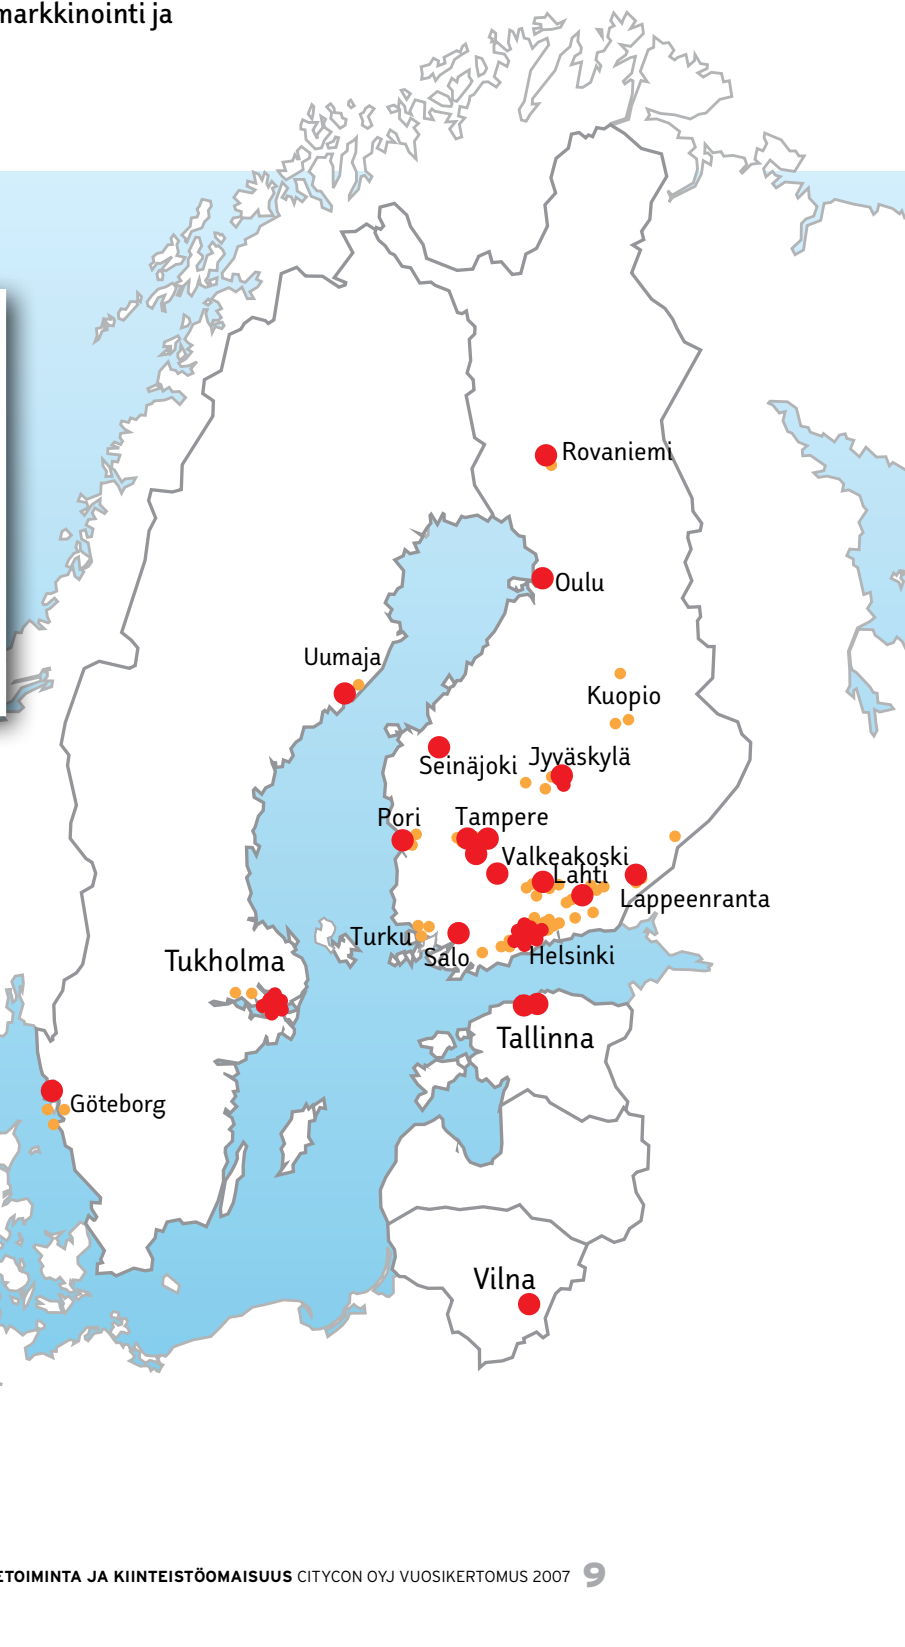 markkinointi ja
Rovaniemi
Oulu
Uumaja
Kuopio
Seinäjoki
Jyväskylä
Pori
Tampere
Valkeakoski
Lahti
Lappeenranta
Turku
Salo
Helsinki
Tukholma
Tallinna
Göteborg
Vilna
ETOIMINTA JA KIINTEISTÖOMAISUUS CITYCON OYJ VUOSIKERTOMUS 2007 9